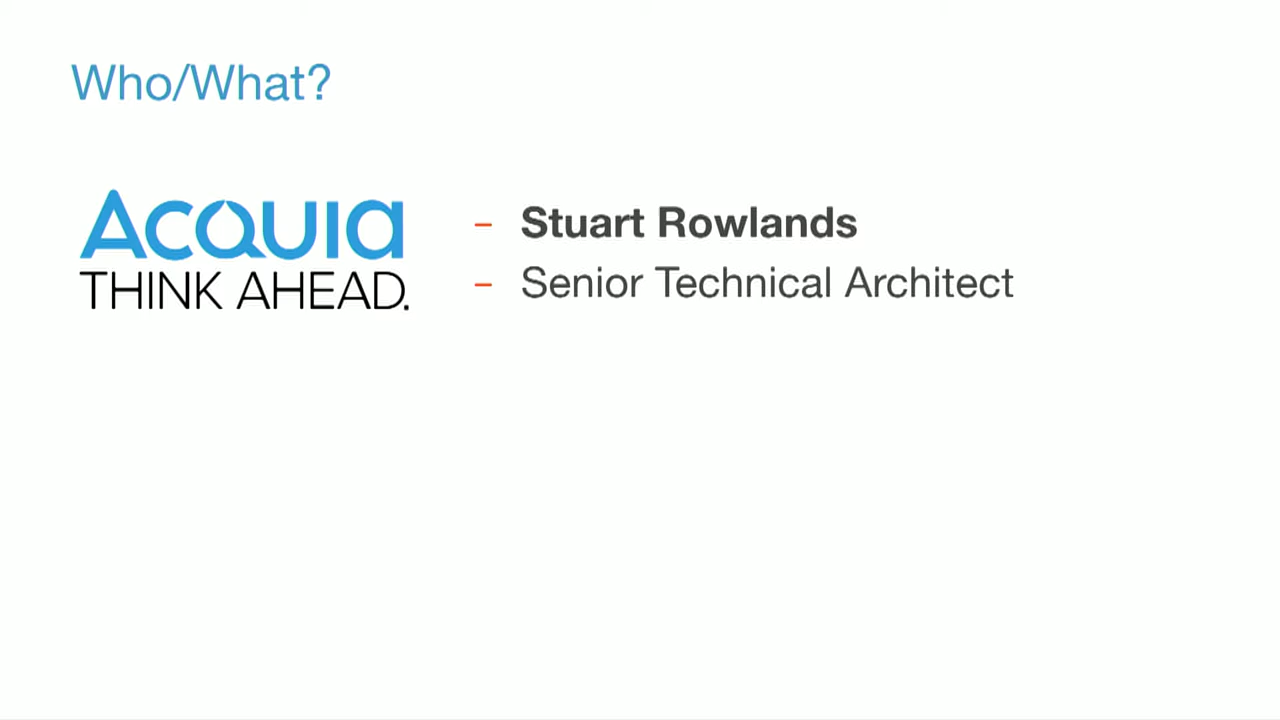 Who/What?
Acquia
THINK AHEAD.
– Stuart Rowlands
– Senior Technical Architect